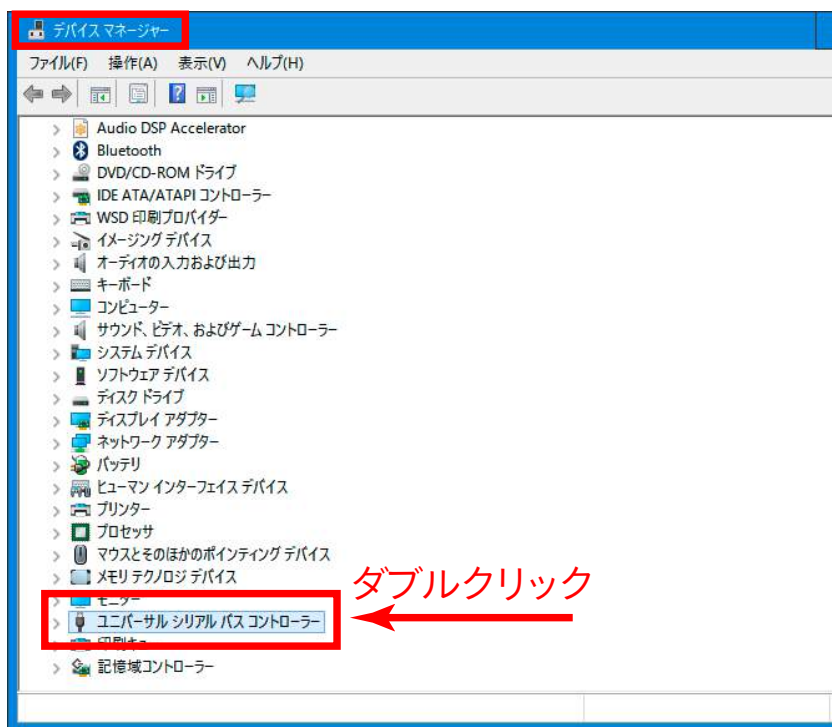 デバイス マネージャー
ファイル(F) 操作(A) 表示(V) ヘルプ(H)
Audio DSP Accelerator
Bluetooth
DVD/CD-ROM ドライブ
IDE ATA/ATAPI コントローラー
WSD 印刷プロバイダー
イメージング デバイス
オーディオの入力および出力
キーボード
コンピューター
サウンド、ビデオ、およびゲーム コントローラー
システム デバイス
ソフトウェア デバイス
ディスク ドライブ
ディスプレイ アダプター
ネットワーク アダプター
バッテリ
ヒューマン インターフェイス デバイス
プリンター
プロセッサ
マウスとそのほかのポインティング デバイス
メモリ テクノロジ デバイス
ダブルクリック
モニター
ユニバーサル シリアル バス コントローラー
印刷キュー
記憶域コントローラー